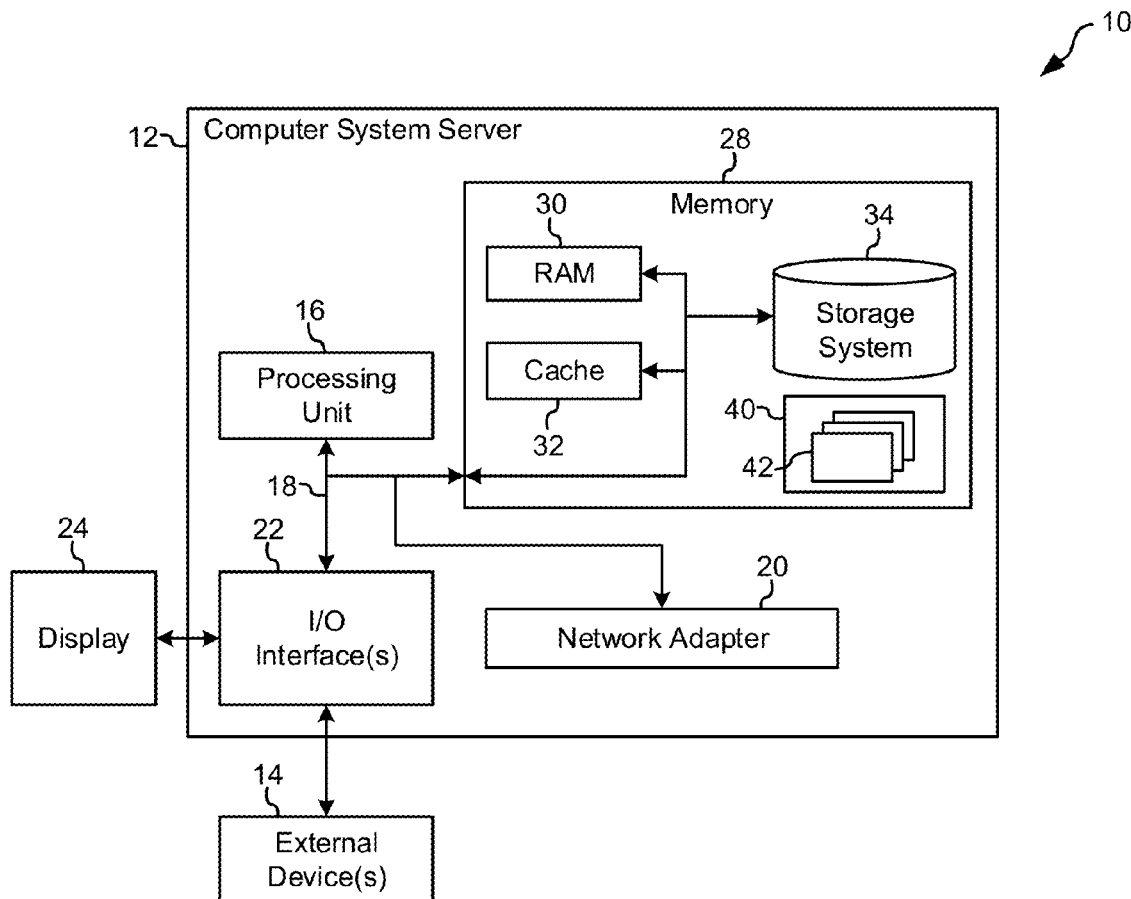 10
12
Computer System Server
28
Memory
30
RAM
34
Storage
System
16
Processing
Unit
Cache
32
40
42
18
24
Display
22
I/O
Interface(s)
20
Network Adapter
14
External
Device(s)